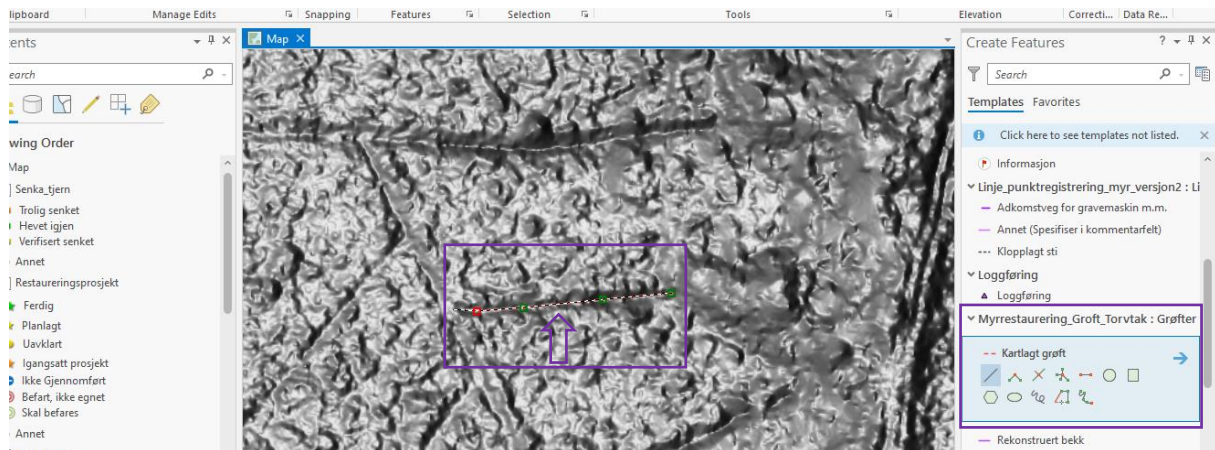 lipboard
Manage Edits
Snapping
Features
Selection
Tools
Elevation
Correcti...
Data Re...
ents
earch
wing Order
Map
Senka_tjern
Trolig senket
Hevet igjen
Verifisert senket
Annet
Restaureringsprosjekt
Ferdig
Planlagt
Uavklart
Igangsatt prosjekt
Ikke Gjennomført
Befart, ikke egnet
Skal befares
Annet
Map
Create Features
Search
Templates Favorites
Click here to see templates not listed.
Informasjon
Linje_punktregistrering_myr_versjon2 : Li
Adkomstveg for gravemaskin m.m.
Annet (Spesifiser i kommentarfelt)
Klopplagt sti
Loggføring
Loggføring
Myrrestaurering_Groft_Torvtak : Grøfter
Kartlagt grøft
Rekonstruert bekk